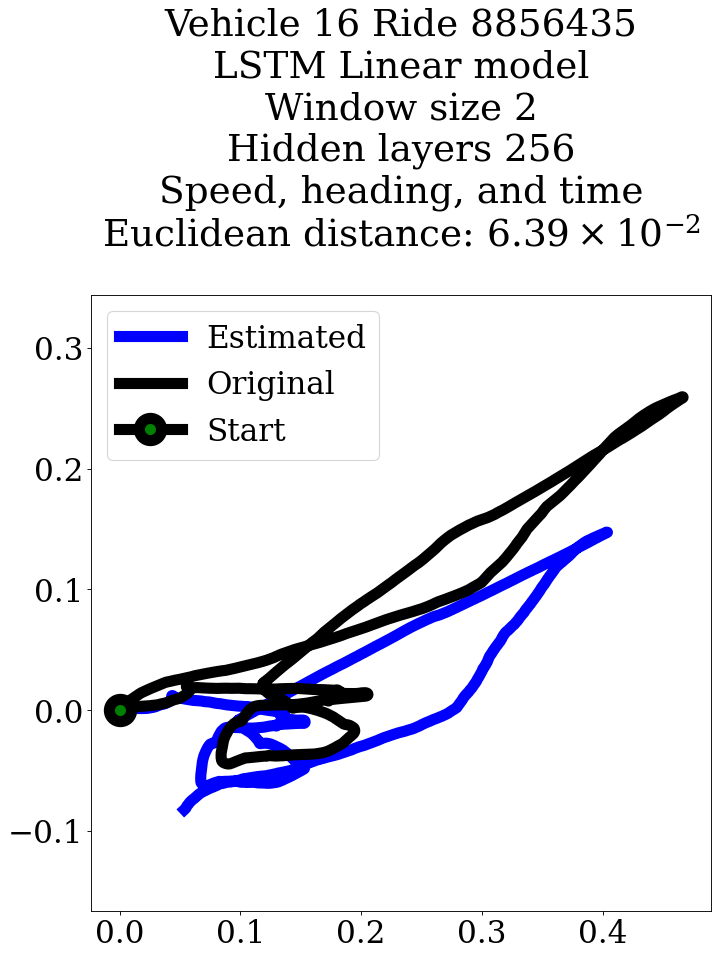 Vehicle 16 Ride 8856435
LSTM Linear model
Window size 2
Hidden layers 256
Speed, heading, and time
Euclidean distance: 6.39 × 10⁻²
Estimated
Original
Start
0.3
0.2
0.1
0.0
−0.1
0.0 0.1 0.2 0.3 0.4